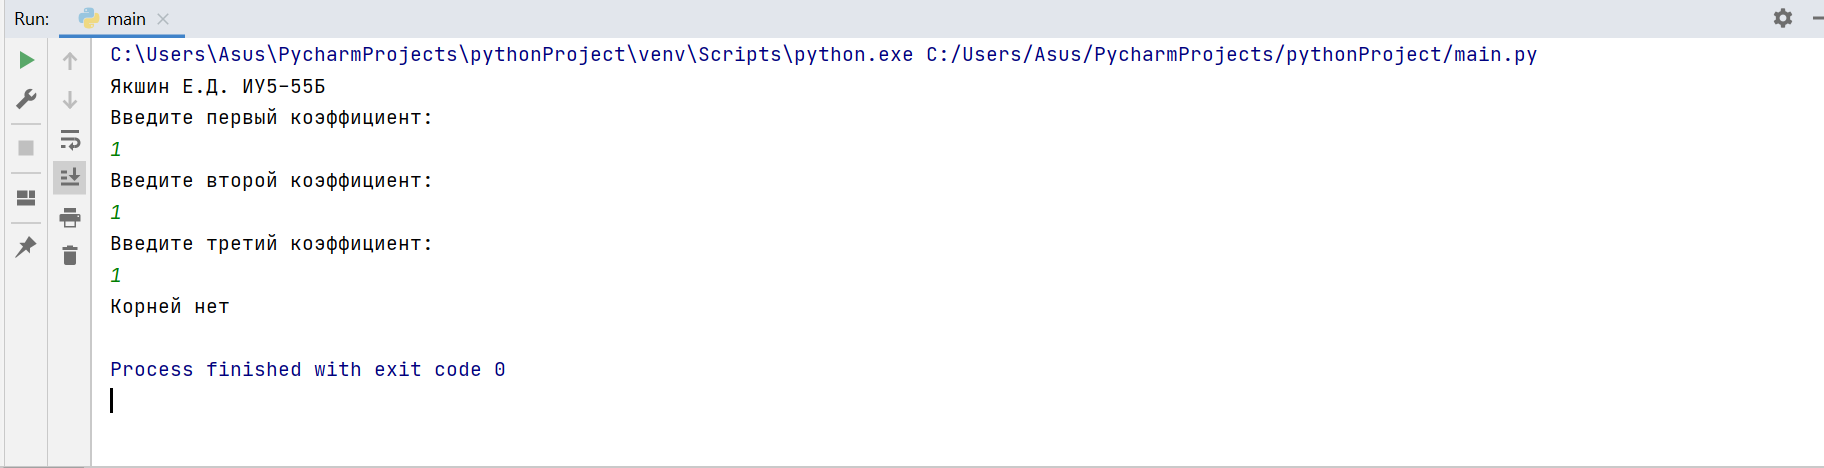 Run: main
C:\Users\Asus\PycharmProjects\pythonProject\venv\Scripts\python.exe C:/Users/Asus/PycharmProjects/pythonProject/main.py
Якшин Е.Д. ИУ5-55Б
Введите первый коэффициент:
1
Введите второй коэффициент:
1
Введите третий коэффициент:
1
Корней нет
Process finished with exit code 0